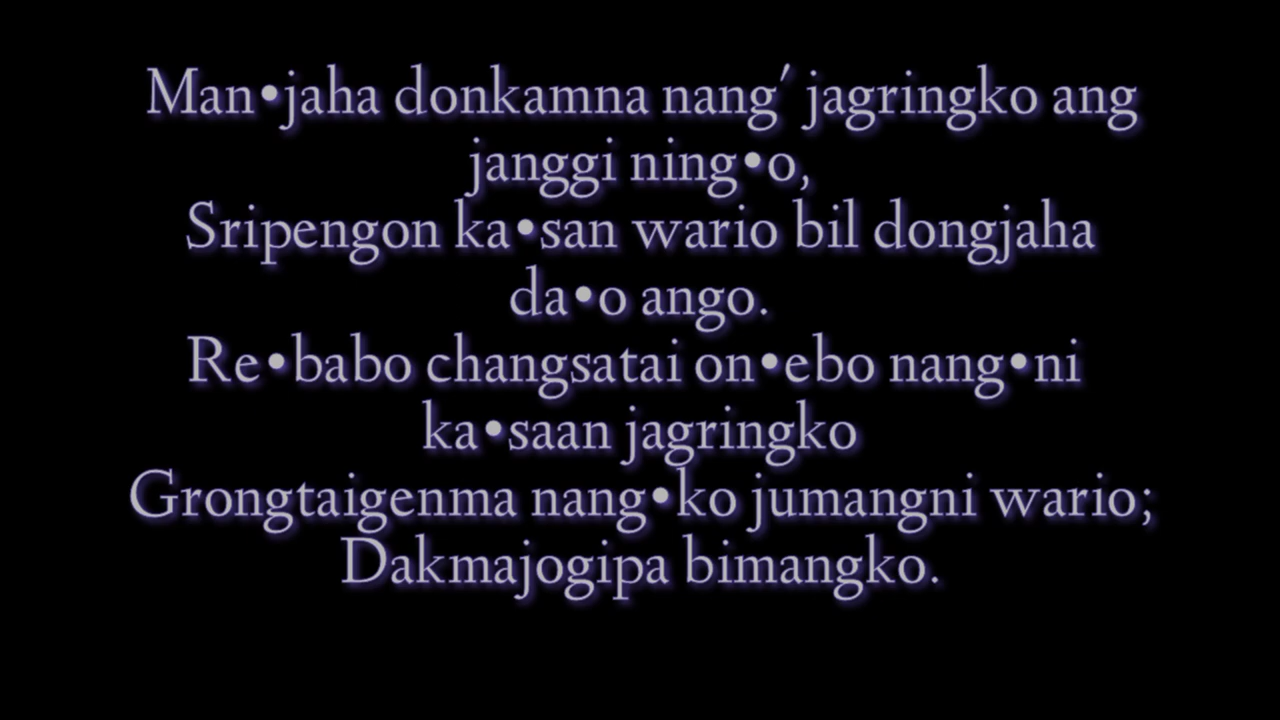 Man•jaha donkamna nang′ jagringko ang
janggi ning•o,
Sripengon ka•san wario bil dongjaha
da•o ango.
Re•babo changsatai on•ebo nang•ni
ka•saan jagringko
Grongtaigenma nang•ko jumangni wario;
Dakmajogipa bimangko.